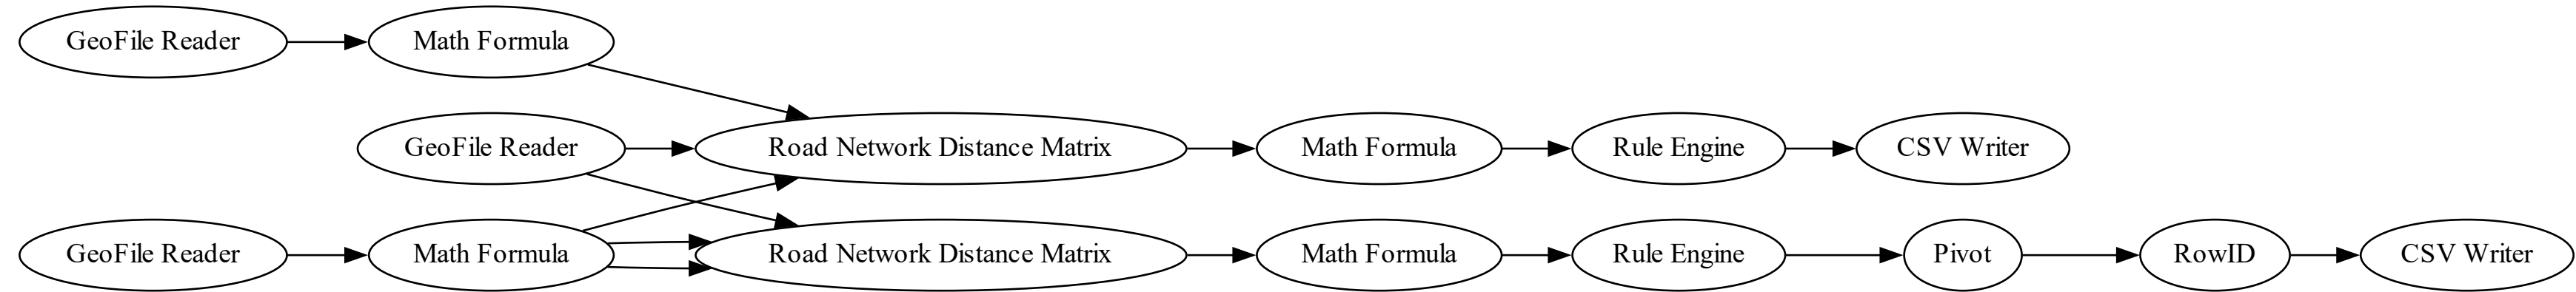 GeoFile Reader
Math Formula
GeoFile Reader
Road Network Distance Matrix
Math Formula
Rule Engine
CSV Writer
GeoFile Reader
Math Formula
Road Network Distance Matrix
Math Formula
Rule Engine
Pivot
RowID
CSV Writer